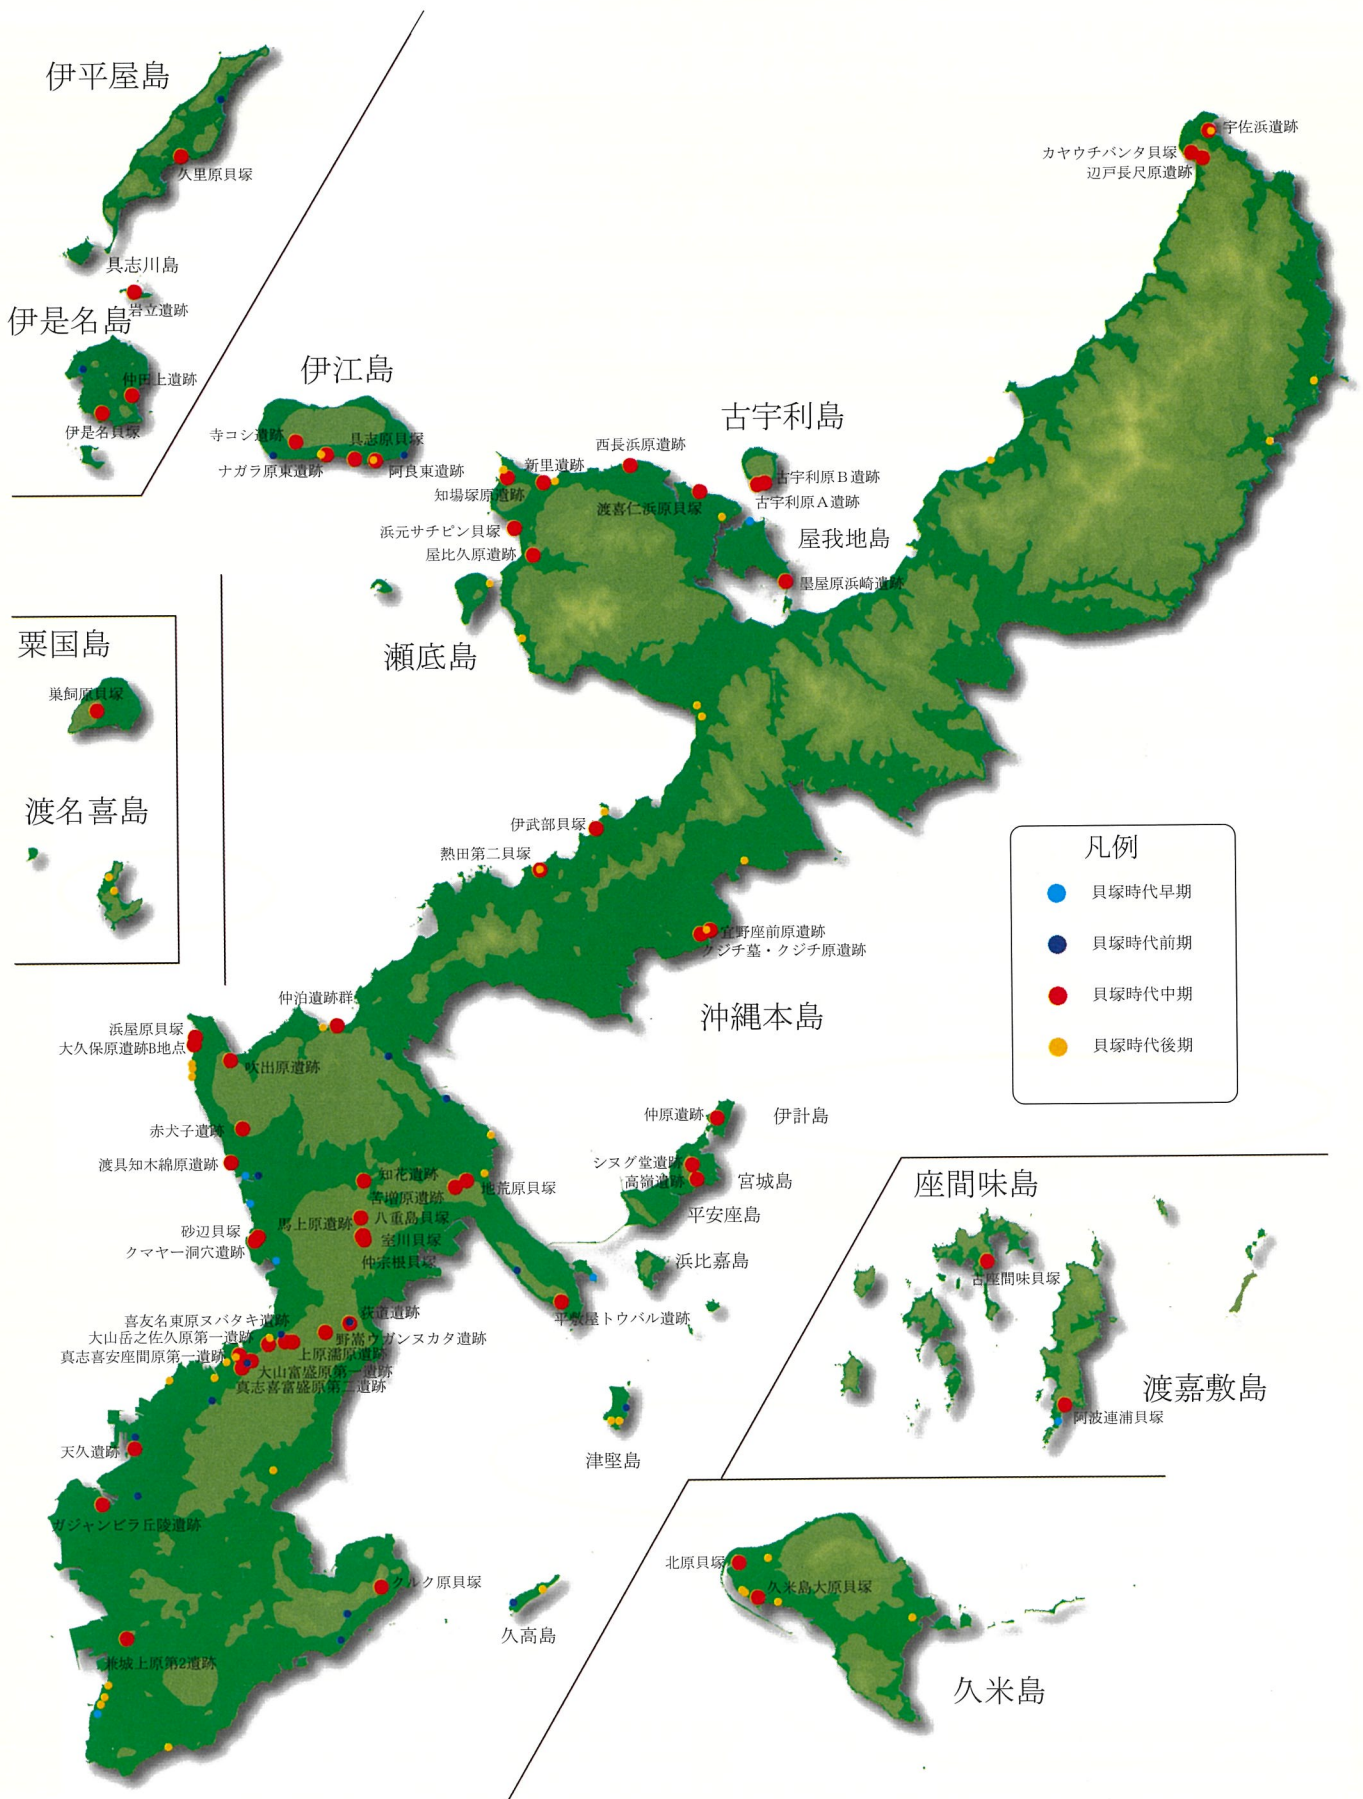 伊平屋島
久里原貝塚
具志川島
岩立遺跡
伊是名島
仲田上遺跡
伊是名貝塚
伊江島
寺コシ遺跡
具志原貝塚
ナガラ原東遺跡
阿良東遺跡
宇佐浜遺跡
カヤウチバンタ貝塚
辺戸長尺原遺跡
古宇利島
古宇利原B遺跡
古宇利原A遺跡
西長浜原遺跡
新里遺跡
知場塚原遺跡
渡喜仁浜原貝塚
浜元サチピン貝塚
屋比久原遺跡
屋我地島
墨屋原浜崎遺跡
瀬底島
粟国島
巣飼原貝塚
渡名喜島
伊武部貝塚
熱田第二貝塚
宜野座前原遺跡
クジチ墓・クジチ原遺跡
凡例
貝塚時代早期
貝塚時代前期
貝塚時代中期
貝塚時代後期
沖縄本島
仲泊遺跡群
浜屋原貝塚
大久保原遺跡B地点
吹出原遺跡
赤犬子遺跡
渡具知木綿原遺跡
知花遺跡
苦増原遺跡
地荒原貝塚
馬上原遺跡
八重島貝塚
室川貝塚
仲宗根貝塚
砂辺貝塚
クマヤー洞穴遺跡
仲原遺跡
伊計島
シヌグ堂遺跡
高嶺遺跡
宮城島
平安座島
浜比嘉島
平敷屋トウバル遺跡
喜友名東原ヌバタキ遺跡
荻道遺跡
大山岳之佐久原第一遺跡
野嵩ウガンヌカタ遺跡
真志喜安座間原第一遺跡
上原濡原遺跡
大山富盛原第一遺跡
真志喜富盛原第二遺跡
天久遺跡
ガジャンビラ丘陵遺跡
津堅島
クルク原貝塚
久高島
兼城上原第2遺跡
座間味島
古座間味貝塚
渡嘉敷島
阿波連浦貝塚
北原貝塚
久米島大原貝塚
久米島